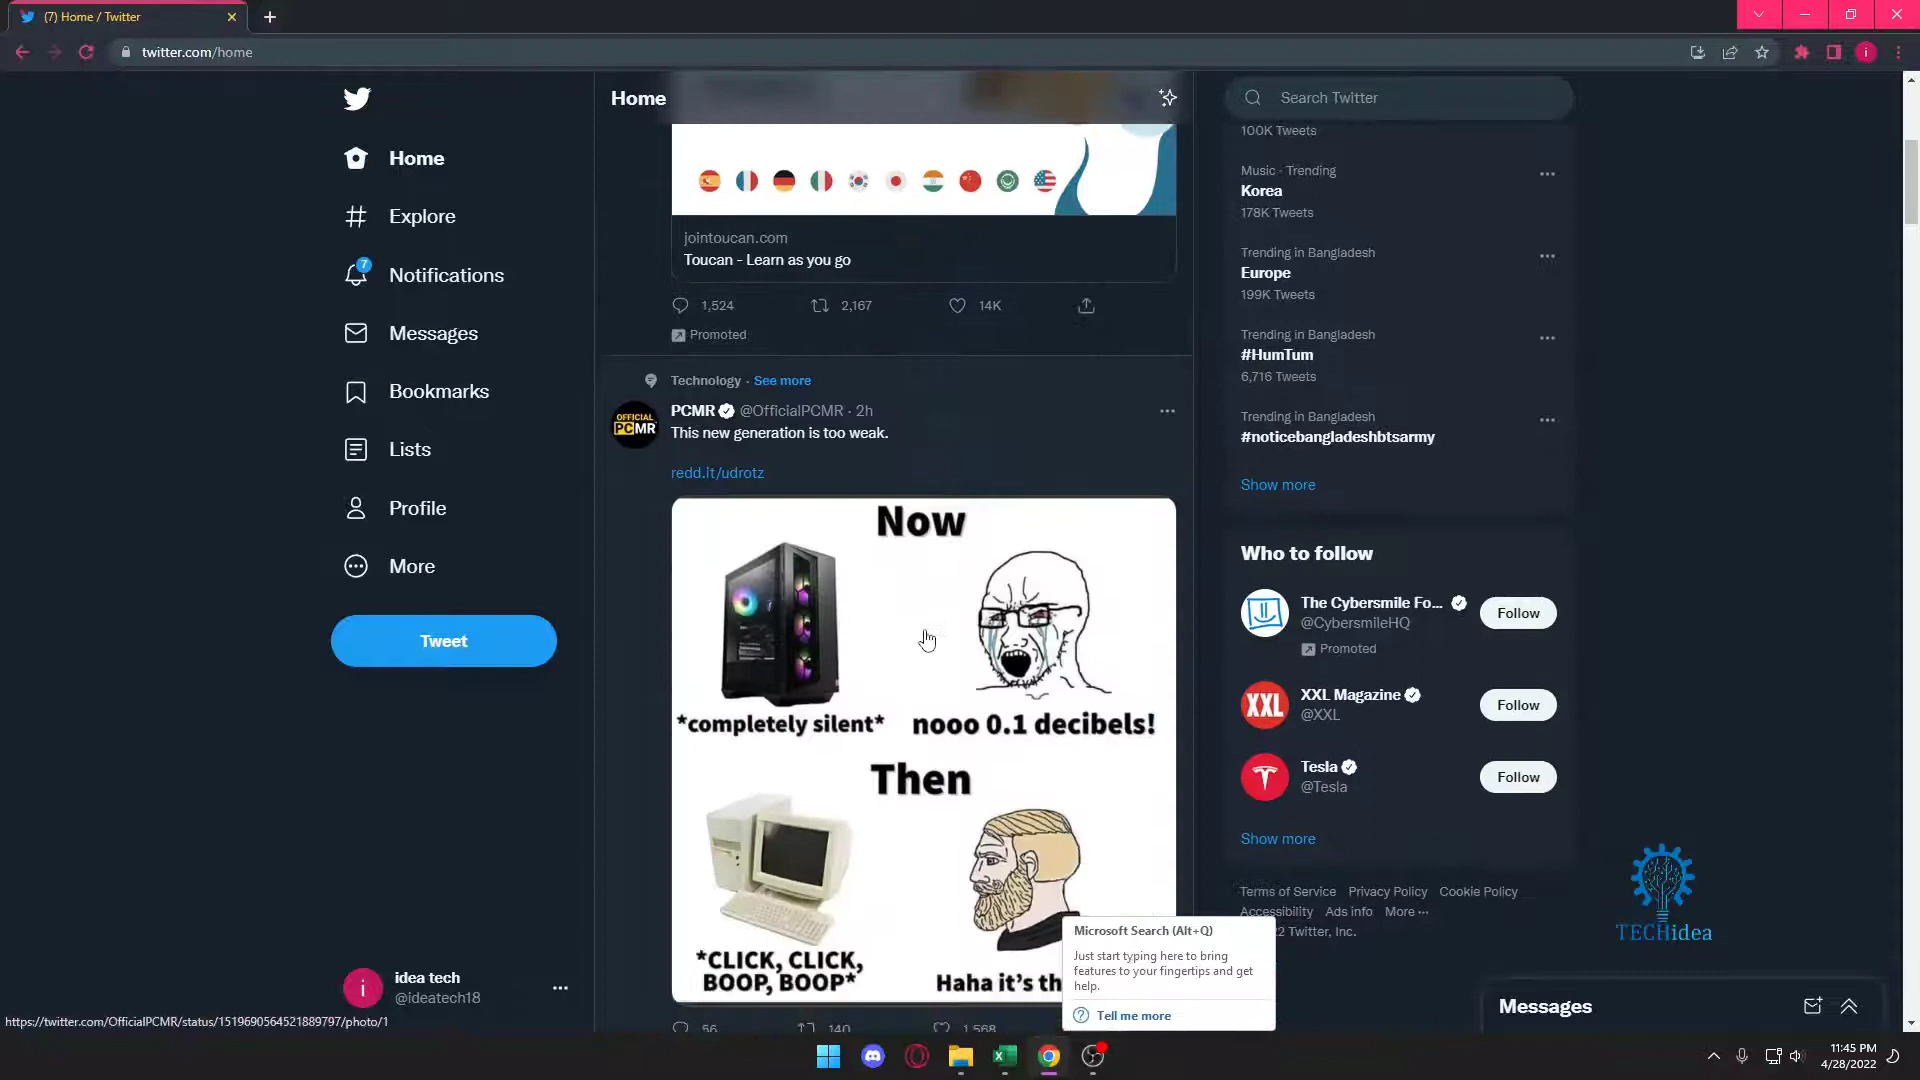 (7) Home / Twitter
twitter.com/home
i
Home
Search Twitter
Home
Explore
7
Notifications
Messages
Bookmarks
Lists
Profile
More
Tweet
i
idea tech
@ideatech18
jointoucan.com
Toucan - Learn as you go
1,524
2,167
14K
Promoted
Technology · See more
OFFICIAL
PCMR
PCMR @OfficialPCMR · 2h
This new generation is too weak.
redd.it/udrotz
Now
*completely silent*
nooo 0.1 decibels!
Then
*CLICK, CLICK,
BOOP, BOOP*
Haha it's th
56
140
1,568
Microsoft Search (Alt+Q)
Just start typing here to bring
features to your fingertips and get
help.
? Tell me more
100K Tweets
Music · Trending
Korea
178K Tweets
Trending in Bangladesh
Europe
199K Tweets
Trending in Bangladesh
#HumTum
6,716 Tweets
Trending in Bangladesh
#noticebangladeshbtsarmy
Show more
Who to follow
The Cybersmile Fo...
@CybersmileHQ
Promoted
Follow
XXL
XXL Magazine
@XXL
Follow
Tesla
@Tesla
Follow
Show more
Terms of Service Privacy Policy Cookie Policy
Accessibility Ads info More ···
22 Twitter, Inc.
TECHidea
Messages
https://twitter.com/OfficialPCMR/status/1519690564521889797/photo/1
11:45 PM
4/28/2022